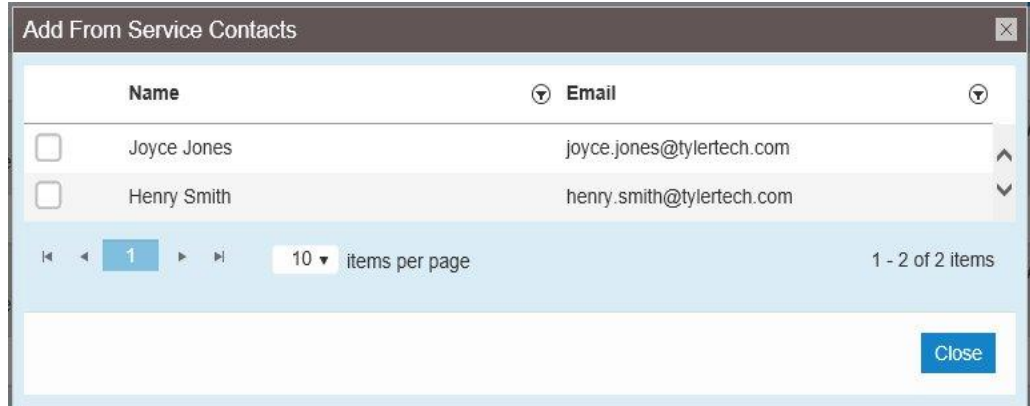 Add From Service Contacts
Name Email
Joyce Jones joyce.jones@tylertech.com
Henry Smith henry.smith@tylertech.com
1 10 items per page 1 - 2 of 2 items
Close